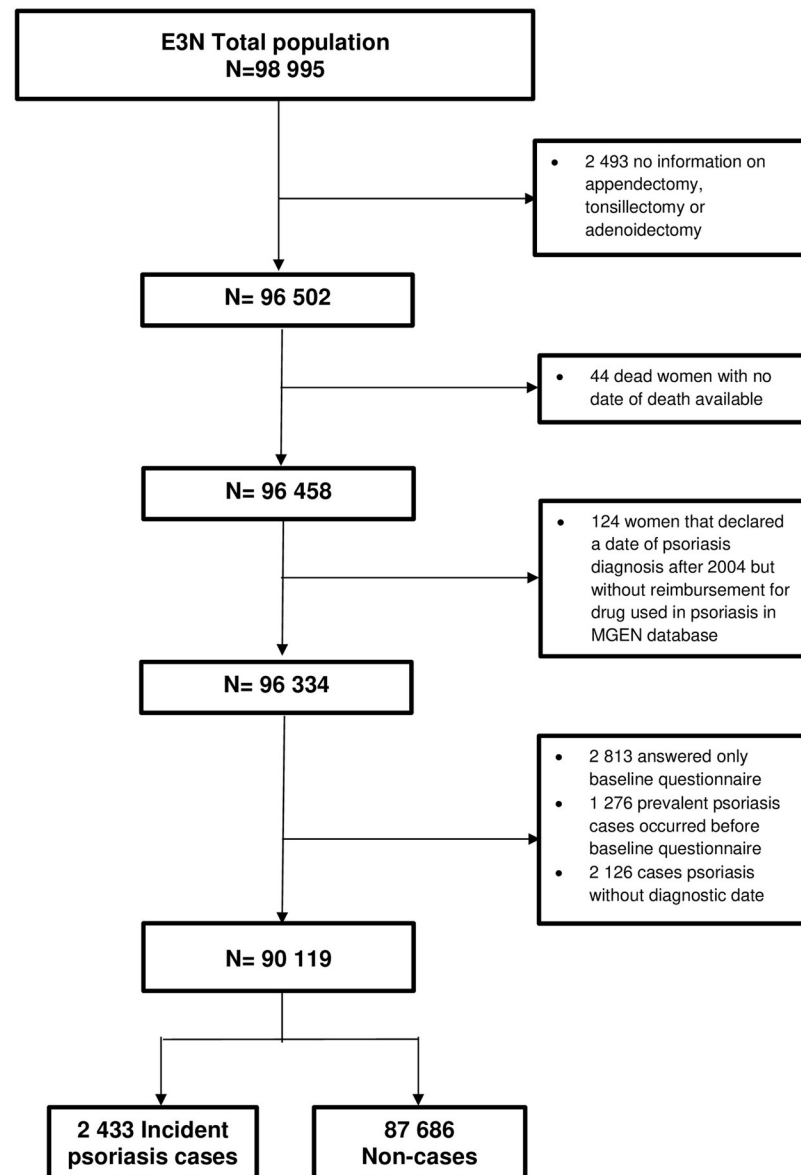 E3N Total population
N=98 995
• 2 493 no information on
appendectomy,
tonsillectomy or
adenoidectomy
N= 96 502
• 44 dead women with no
date of death available
N= 96 458
• 124 women that declared
a date of psoriasis
diagnosis after 2004 but
without reimbursement for
drug used in psoriasis in
MGEN database
N= 96 334
• 2 813 answered only
baseline questionnaire
• 1 276 prevalent psoriasis
cases occurred before
baseline questionnaire
• 2 126 cases psoriasis
without diagnostic date
N= 90 119
2 433 Incident
psoriasis cases
87 686
Non-cases